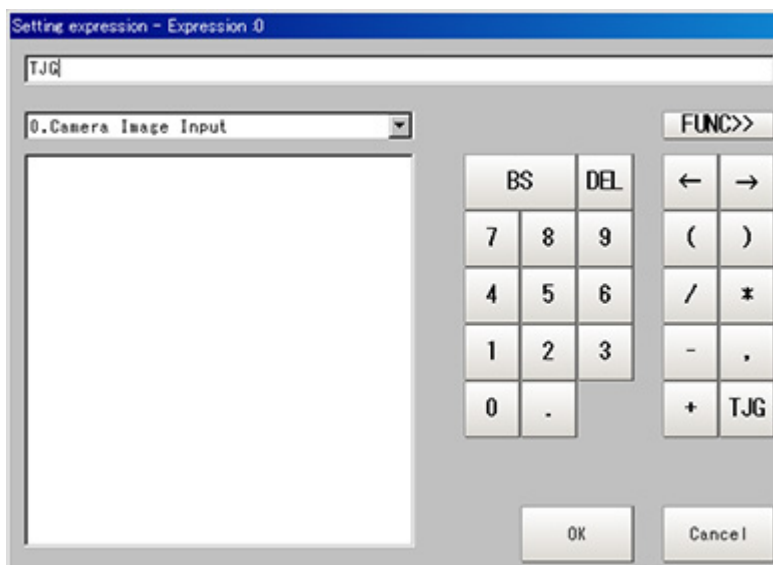 Setting expression - Expression :0
TJG
0.Camera Image Input
FUNC>>
BS DEL ← →
7 8 9 ( )
4 5 6 / *
1 2 3 - ,
0 . + TJG
OK Cancel